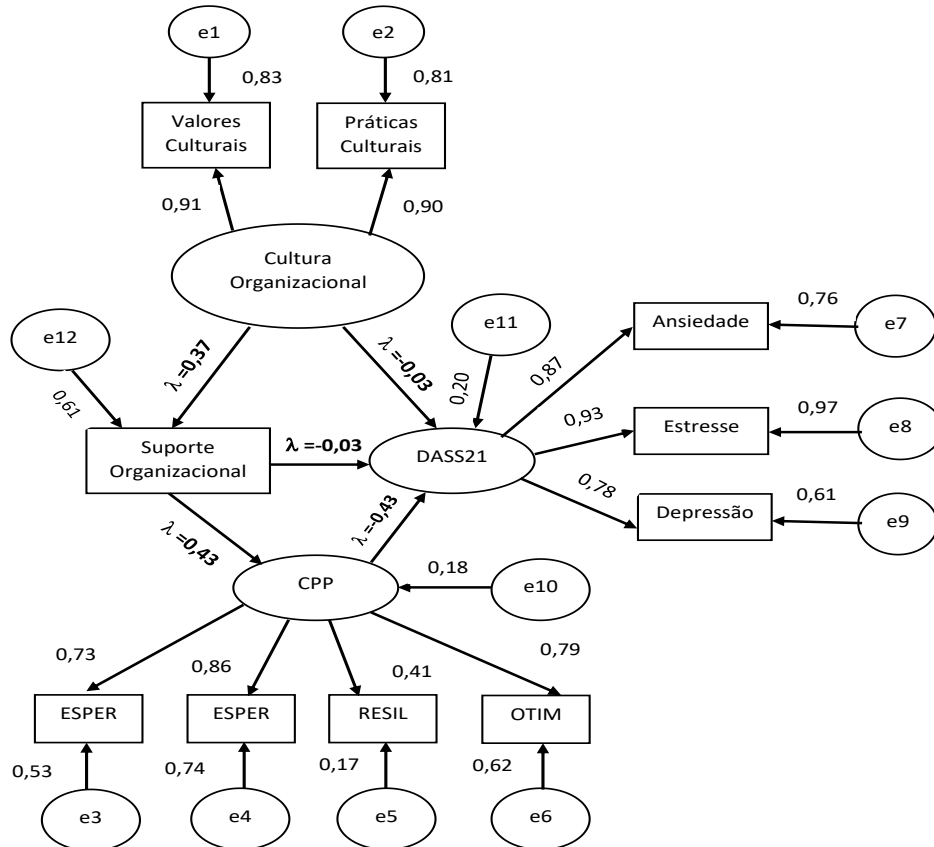 e1
e2
0,83
0,81
Valores
Culturais
Práticas
Culturais
0,91
0,90
Cultura
Organizacional
e12
e11
Ansiedade
0,76
e7
λ =0,37
λ =-0,03
0,20
0,87
0,61
0,93
Estresse
0,97
e8
Suporte
Organizacional
λ =-0,03
DASS21
0,78
Depressão
0,61
e9
λ =0,43
λ =-0,43
CPP
0,18
e10
0,73
0,86
0,41
0,79
ESPER
ESPER
RESIL
OTIM
0,53
0,74
0,17
0,62
e3
e4
e5
e6